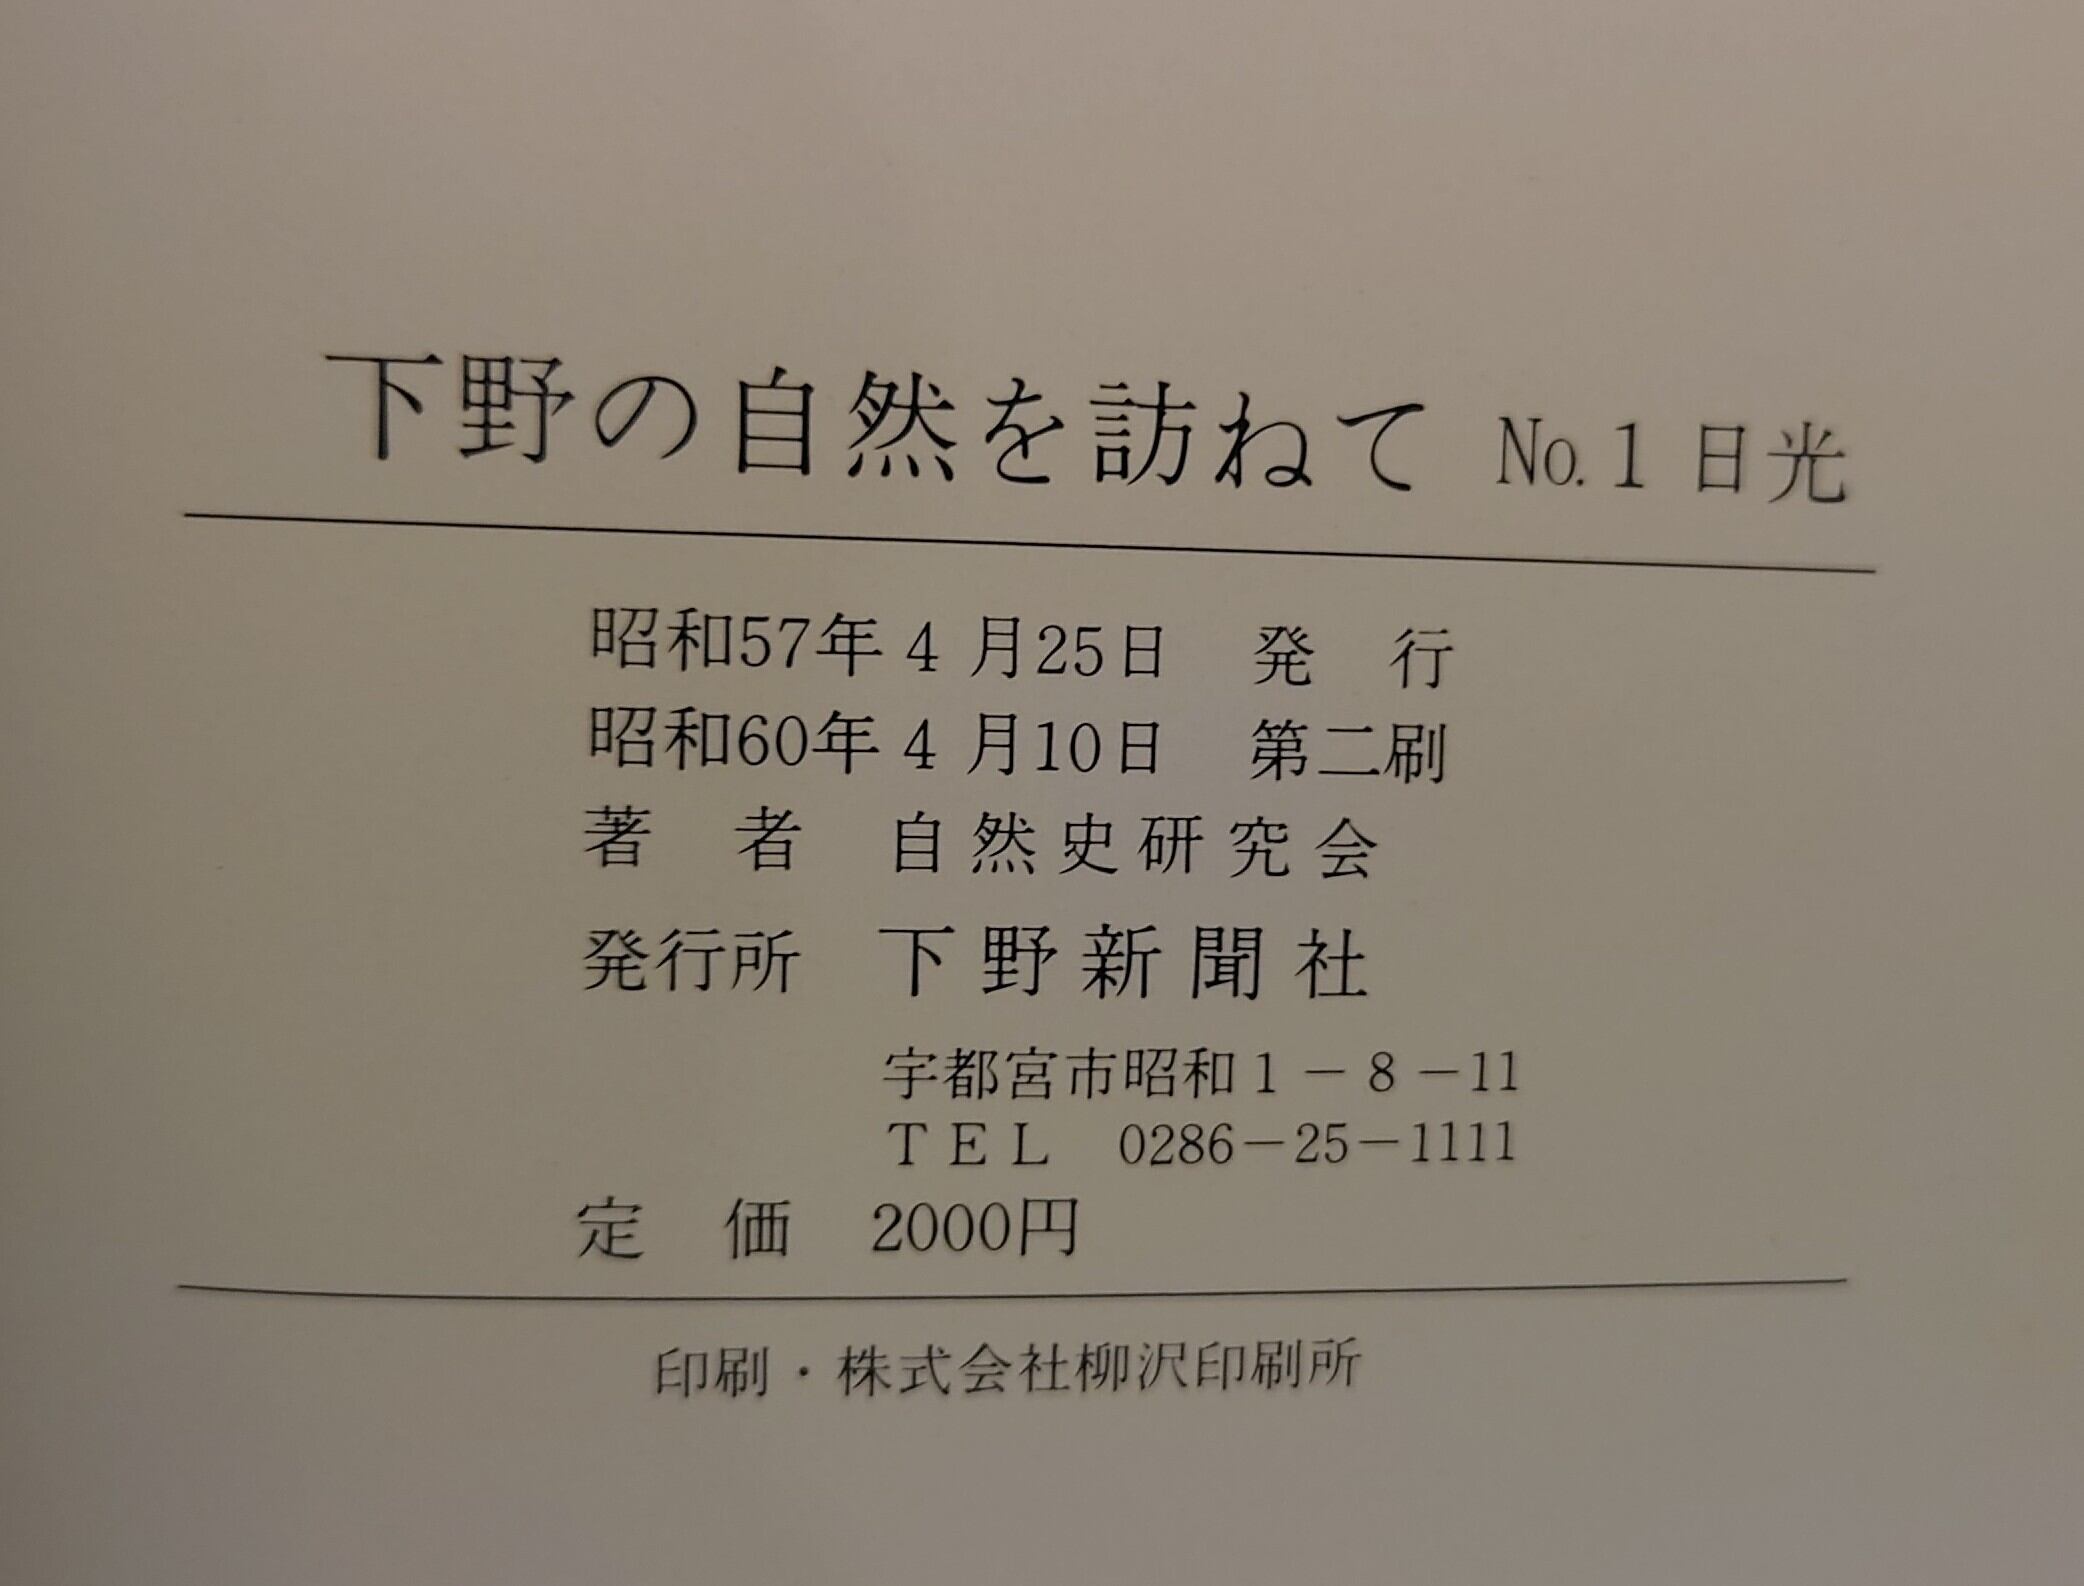 下野の自然を訪ねて No.1 日光
昭和57年4月25日 発 行
昭和60年4月10日 第二刷
著 者 自然史研究会
発行所 下野新聞社
宇都宮市昭和1－8－11
TEL 0286－25－1111
定 価 2000円
印刷・株式会社柳沢印刷所